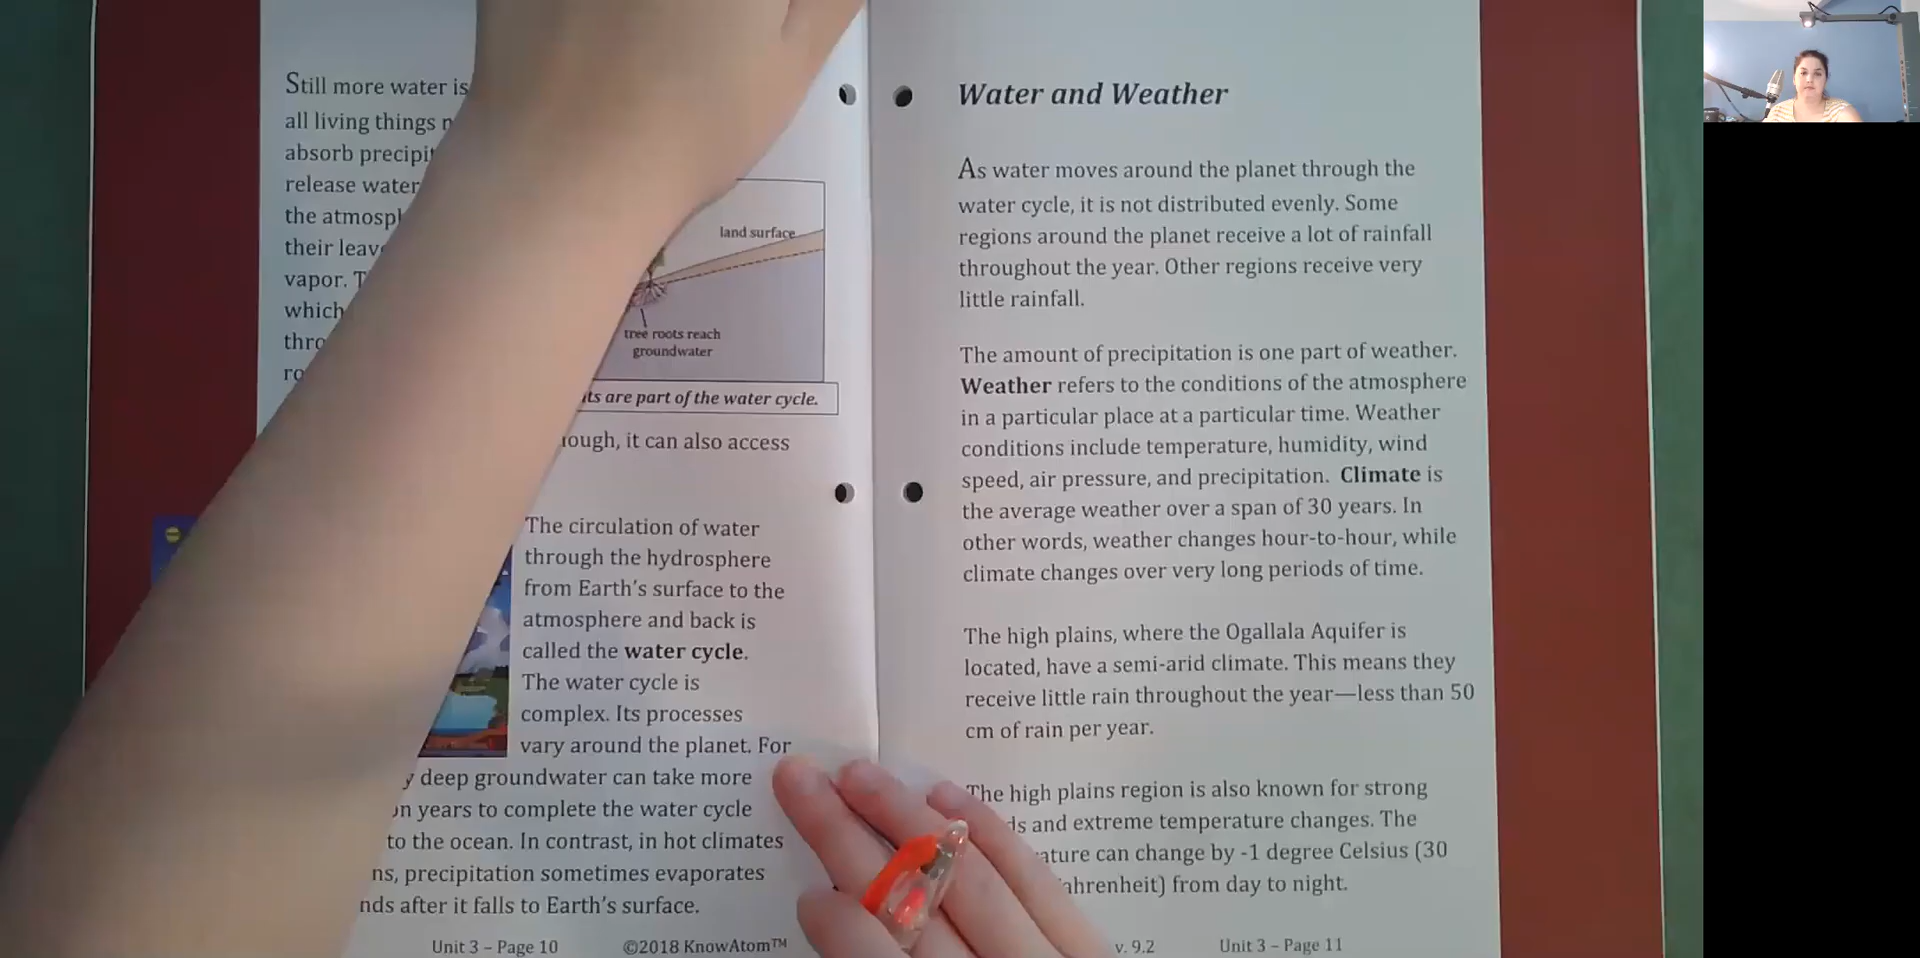 Still more water is
all living things
absorb
release water
the
their
vapor.
which
land surface
tree roots reach
groundwater
are part of the water cycle.
it can also access
The circulation of water
through the hydrosphere
from Earth's surface to the
atmosphere and back is
called the water cycle.
The water cycle is
complex. Its processes
vary around the planet. For
deep groundwater can take more
years to complete the water cycle
to the ocean. In contrast, in hot climates
precipitation sometimes evaporates
after it falls to Earth's surface.
Unit 3 – Page 10 ©2018 KnowAtom™
Water and Weather
As water moves around the planet through the
water cycle, it is not distributed evenly. Some
regions around the planet receive a lot of rainfall
throughout the year. Other regions receive very
little rainfall.
The amount of precipitation is one part of weather.
Weather refers to the conditions of the atmosphere
in a particular place at a particular time. Weather
conditions include temperature, humidity, wind
speed, air pressure, and precipitation. Climate is
the average weather over a span of 30 years. In
other words, weather changes hour-to-hour, while
climate changes over very long periods of time.
The high plains, where the Ogallala Aquifer is
located, have a semi-arid climate. This means they
receive little rain throughout the year—less than 50
cm of rain per year.
The high plains region is also known for strong
and extreme temperature changes. The
can change by -1 degree Celsius (30
from day to night.
v. 9.2 Unit 3 – Page 11